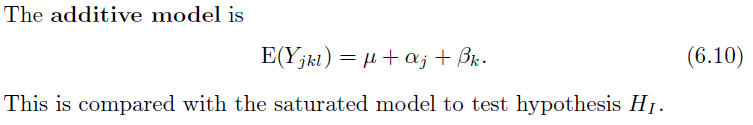 The additive model is
E(Y_{jkl}) = μ + α_j + β_k. (6.10)
This is compared with the saturated model to test hypothesis H_I.